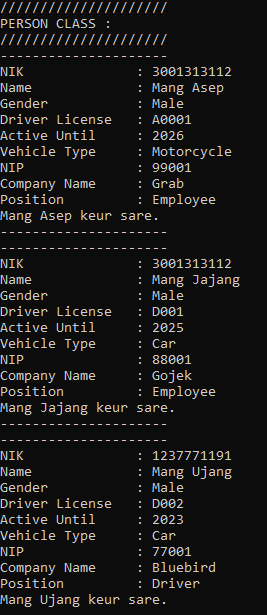 /////////////////////
PERSON CLASS :
/////////////////////
---------------------
NIK : 3001313112
Name : Mang Asep
Gender : Male
Driver License : A0001
Active Until : 2026
Vehicle Type : Motorcycle
NIP : 99001
Company Name : Grab
Position : Employee
Mang Asep keur sare.
---------------------
---------------------
NIK : 3001313112
Name : Mang Jajang
Gender : Male
Driver License : D001
Active Until : 2025
Vehicle Type : Car
NIP : 88001
Company Name : Gojek
Position : Employee
Mang Jajang keur sare.
---------------------
---------------------
NIK : 1237771191
Name : Mang Ujang
Gender : Male
Driver License : D002
Active Until : 2023
Vehicle Type : Car
NIP : 77001
Company Name : Bluebird
Position : Driver
Mang Ujang keur sare.